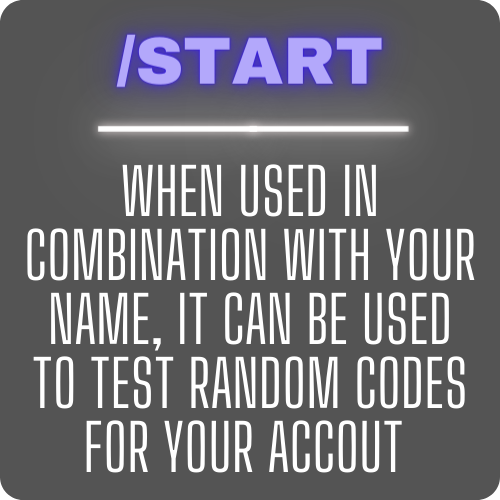 /START
WHEN USED IN
COMBINATION WITH YOUR
NAME, IT CAN BE USED
TO TEST RANDOM CODES
FOR YOUR ACCOUT